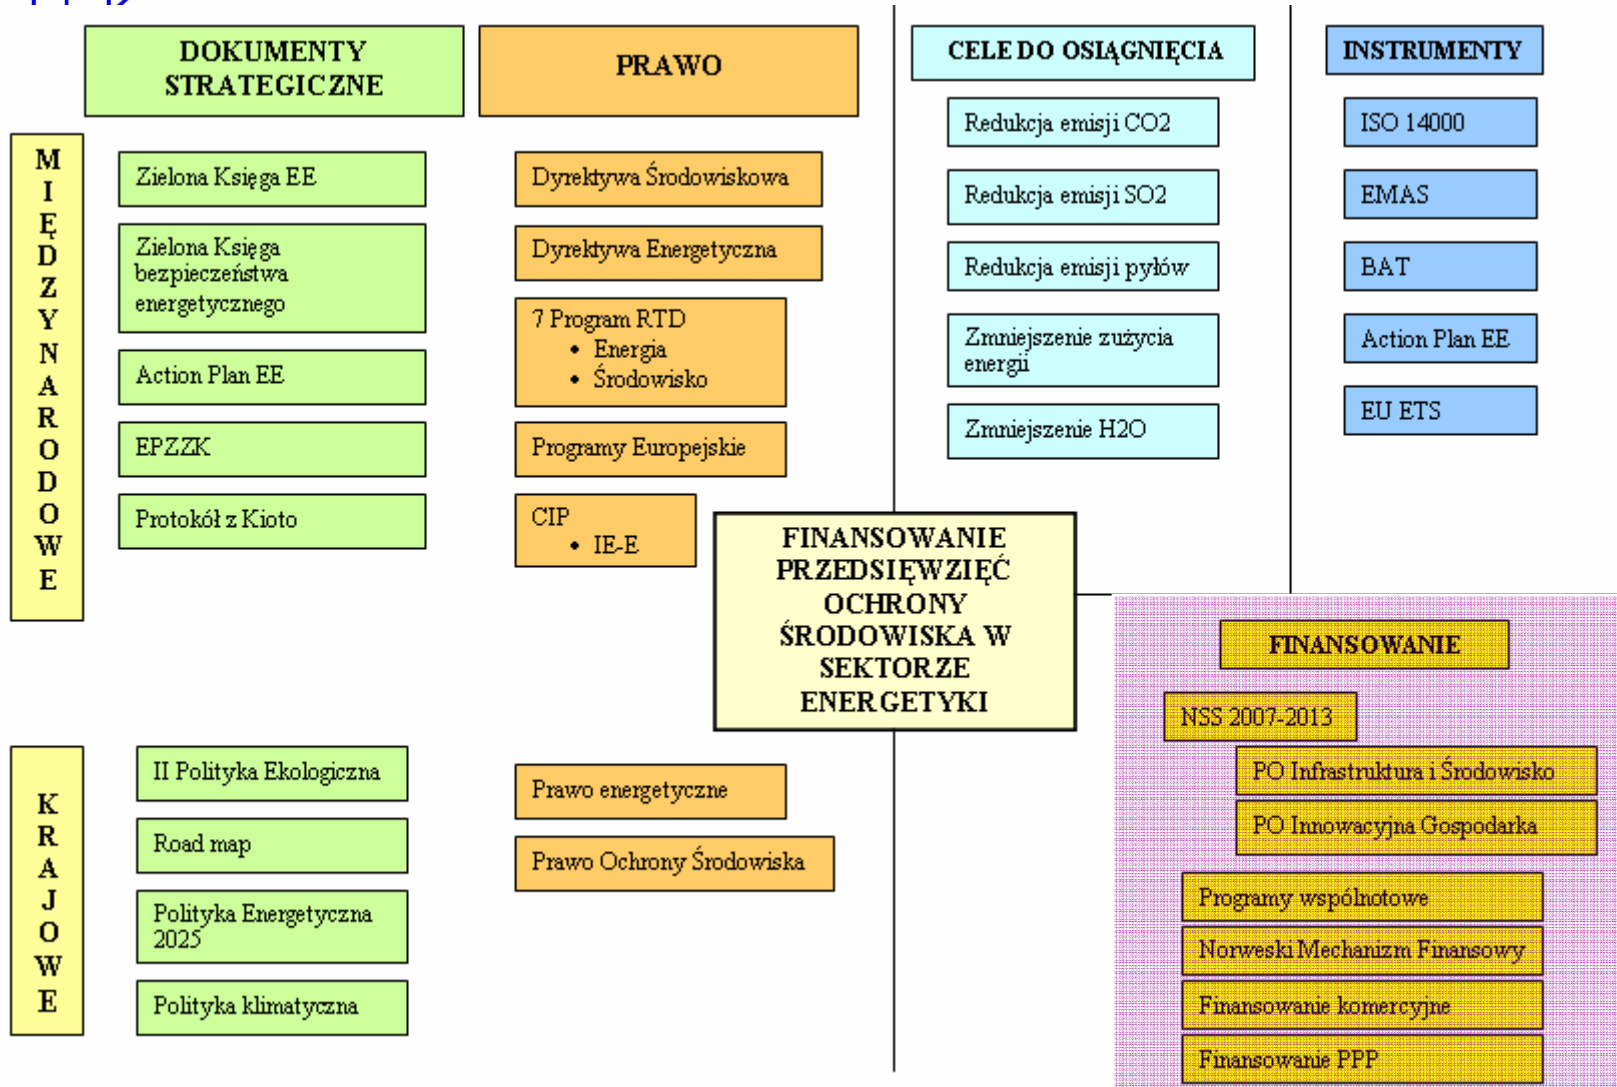 DOKUMENTY
STRATEGICZNE
PRAWO
CELE DO OSIĄGNIĘCIA
INSTRUMENTY
MIĘDZYNARODOWE
Zielona Księga EE
Zielona Księga
bezpieczeństwa
energetycznego
Action Plan EE
EPZZK
Protokół z Kioto
Dyrektywa Środowiskowa
Dyrektywa Energetyczna
7 Program RTD
• Energia
• Środowisko
Programy Europejskie
CIP
• IE-E
Redukcja emisji CO2
Redukcja emisji SO2
Redukcja emisji pyłów
Zmniejszenie zużycia
energii
Zmniejszenie H2O
ISO 14000
EMAS
BAT
Action Plan EE
EU ETS
FINANSOWANIE
PRZEDSIĘWZIĘĆ
OCHRONY
ŚRODOWISKA W
SEKTORZE
ENERGETYKI
KRAJOWE
II Polityka Ekologiczna
Road map
Polityka Energetyczna
2025
Polityka klimatyczna
Prawo energetyczne
Prawo Ochrony Środowiska
FINANSOWANIE
NSS 2007-2013
PO Infrastruktura i Środowisko
PO Innowacyjna Gospodarka
Programy wspólnotowe
Norweski Mechanizm Finansowy
Finansowanie komercyjne
Finansowanie PPP